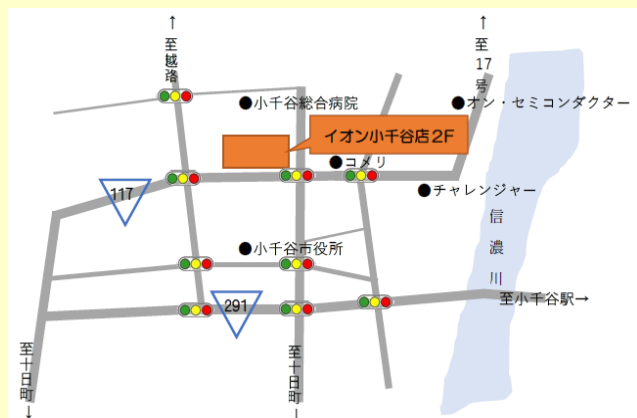 ↑至越路
↑至17号
●小千谷総合病院
●オン・セミコンダクター
イオン小千谷店2F
●コメリ
117
●チャレンジャー
信濃川
●小千谷市役所
291
至小千谷駅→
至十日町↓
至十日町↓